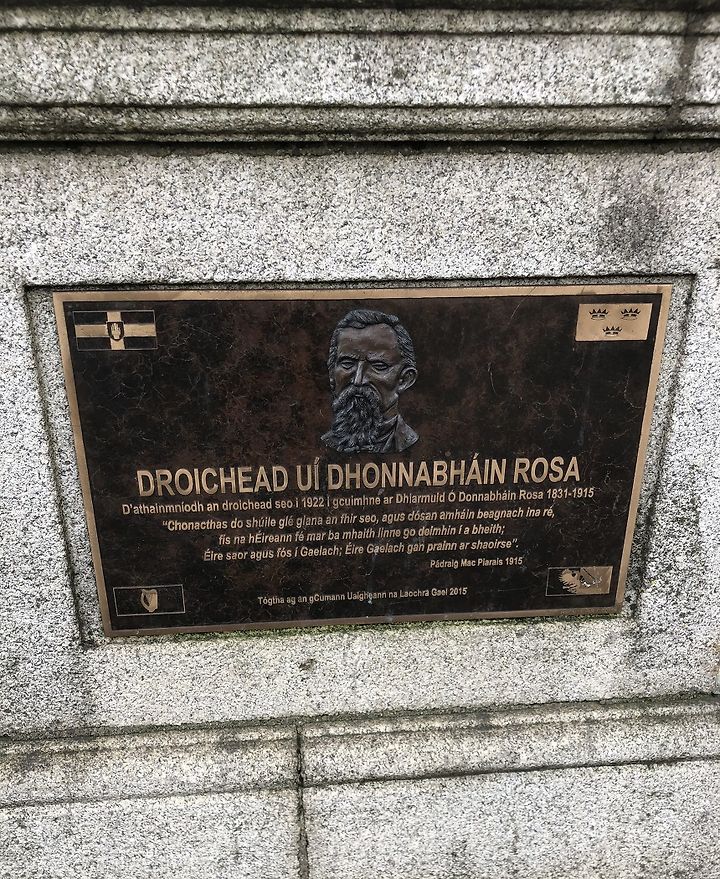 DROICHEAD UÍ DHONNABHÁIN ROSA
D'athainmníodh an droichead seo i 1922 i gcuimhne ar Dhiarmuid Ó Donnabháin Rosa 1831-1915
"Chonacthas do shúile glé glana an fhir seo, agus dósan amháin beagnach ina ré,
fís na hÉireann fé mar ba mhaith linne go deimhin í a bheith;
Éire saor agus fós í Gaelach; Éire Gaelach gan prainn ar shaoirse".
Pádraig Mac Piarais 1915
Tógtha ag an gCumann Uaigheann na Laochra Gael 2015